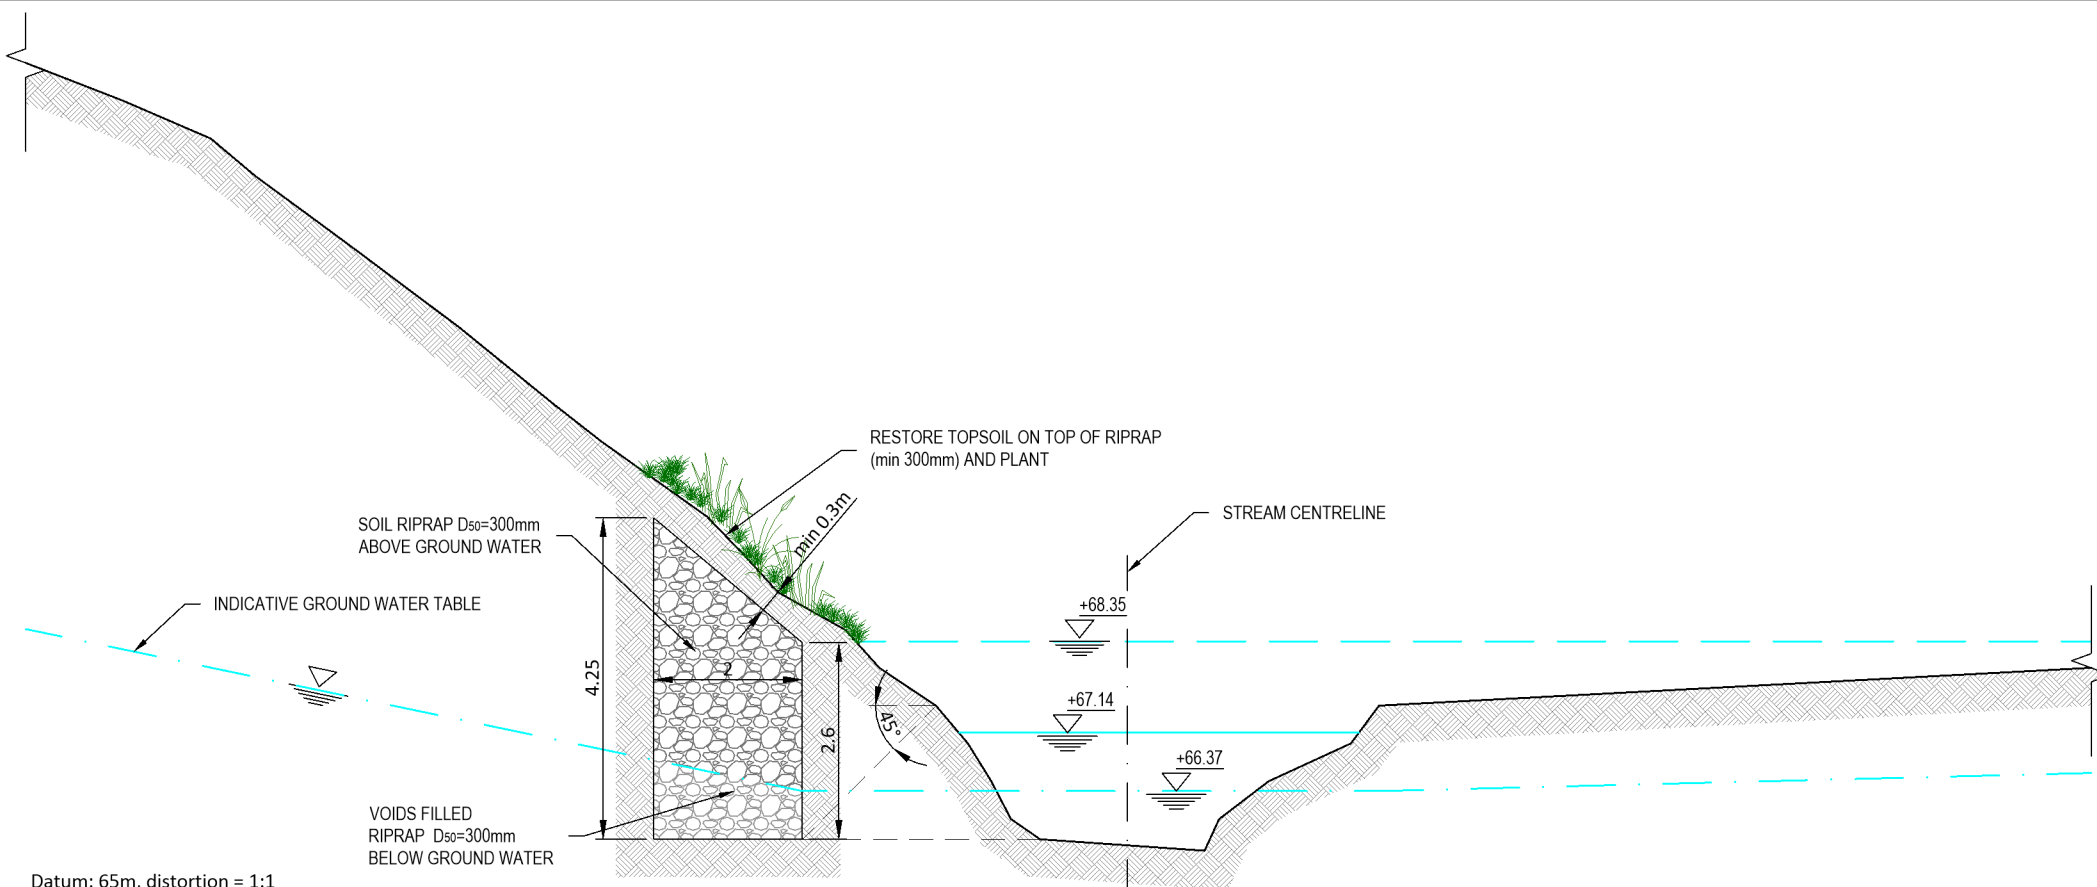 RESTORE TOPSOIL ON TOP OF RIPRAP
(min 300mm) AND PLANT
min 0.3m
SOIL RIPRAP D50=300mm
ABOVE GROUND WATER
STREAM CENTRELINE
INDICATIVE GROUND WATER TABLE
+68.35
4.25
2
+67.14
45°
2.6
+66.37
VOIDS FILLED
RIPRAP D50=300mm
BELOW GROUND WATER
Datum: 65m, distortion = 1:1